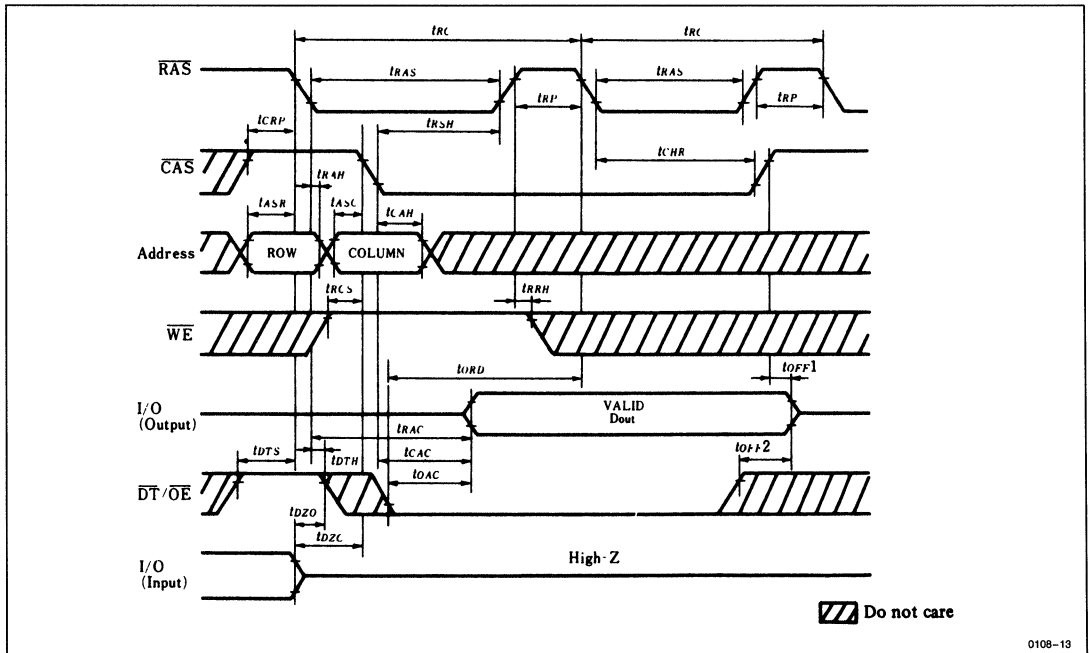 tRC tRC
RAS
tRAS tRAS
tRP tRP
tCRP tRSH
CAS
tCHR
tRAH
tASR tASC tCAH
Address ROW COLUMN
tRCS tRRH
WE
tORD tOFF1
I/O
(Output)
VALID
Dout
tRAC
tDTS tDTH tCAC tOFF2
tOAC
DT/OE
tDZO
tDZC
I/O
(Input)
High-Z
Do not care
0108-13